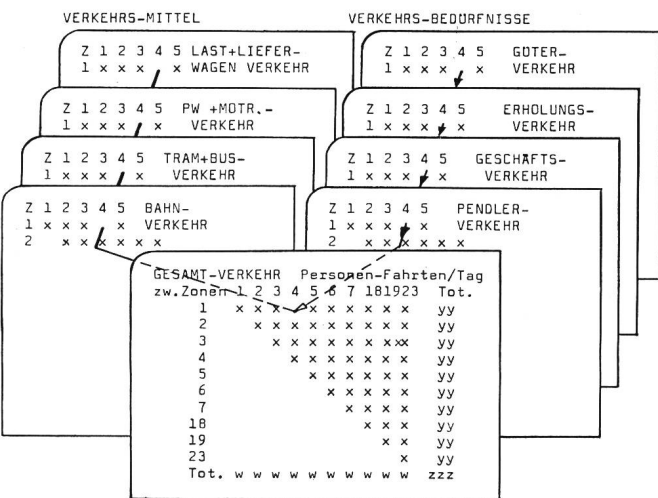 VERKEHRS-MITTEL
VERKEHRS-BEDÜRFNISSE
Z 1 2 3 4 5 LAST+LIEFER-
1 x x x x WAGEN VERKEHR
Z 1 2 3 4 5 GÜTER-
1 x x x x VERKEHR
Z 1 2 3 4 5 PW +MOTR.-
1 x x x x VERKEHR
Z 1 2 3 4 5 ERHOLUNGS-
1 x x x x VERKEHR
Z 1 2 3 4 5 TRAM+BUS-
1 x x x x VERKEHR
Z 1 2 3 4 5 GESCHÄFTS-
1 x x x x VERKEHR
Z 1 2 3 4 5 BAHN-
1 x x x x VERKEHR
2 x x x x x x
Z 1 2 3 4 5 PENDLER-
1 x x x x VERKEHR
2 x x x x x x
GESAMT-VERKEHR Personen-Fahrten/Tag
zw.Zonen 1 2 3 4 5 6 7 18 19 23 Tot.
1 x x x x x x x x x yy
2 x x x x x x x x x yy
3 x x x x x x x x yy
4 x x x x x x x yy
5 x x x x x x yy
6 x x x x x yy
7 x x x x yy
18 x x x yy
19 x x yy
23 x yy
Tot. w w w w w w w w w w zzz